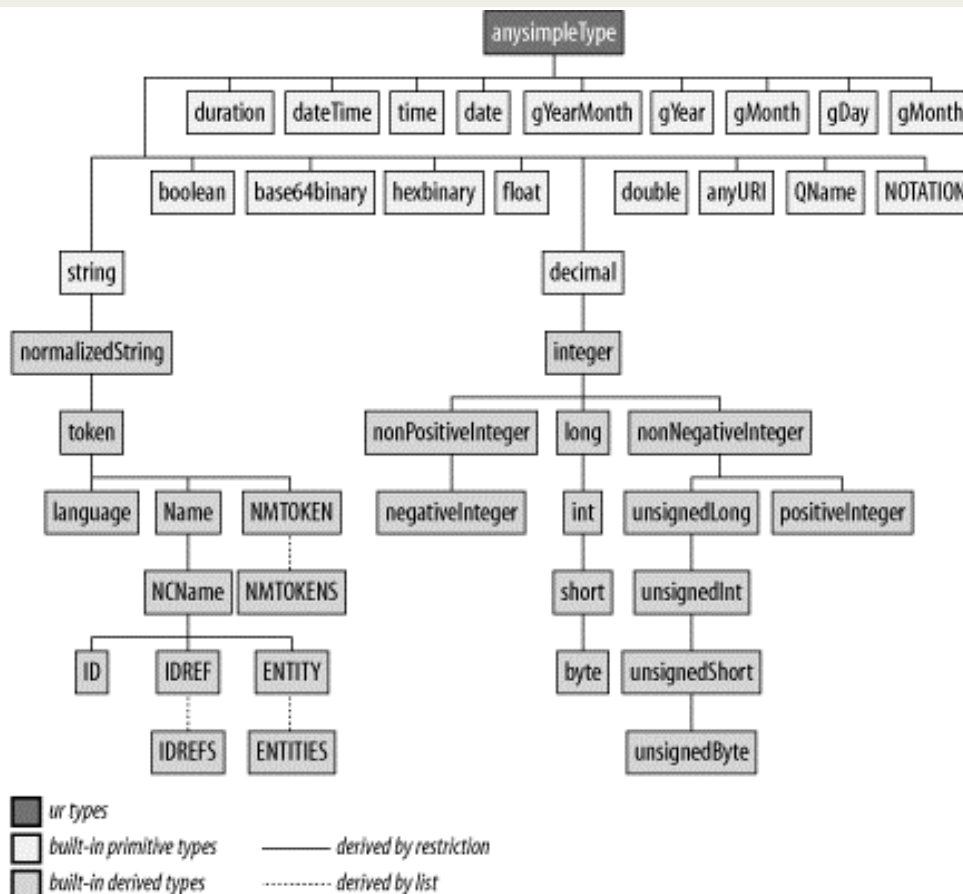 anysimpleType
duration dateTime time date gYearMonth gYear gMonth gDay gMonth
boolean base64binary hexbinary float double anyURI QName NOTATION
string decimal
normalizedString integer
token nonPositiveInteger long nonNegativeInteger
language Name NMTOKEN negativeInteger int unsignedLong positiveInteger
NCName NMTOKENS short unsignedInt
ID IDREF ENTITY byte unsignedShort
IDREFS ENTITIES unsignedByte
ur types
built-in primitive types derived by restriction
built-in derived types derived by list